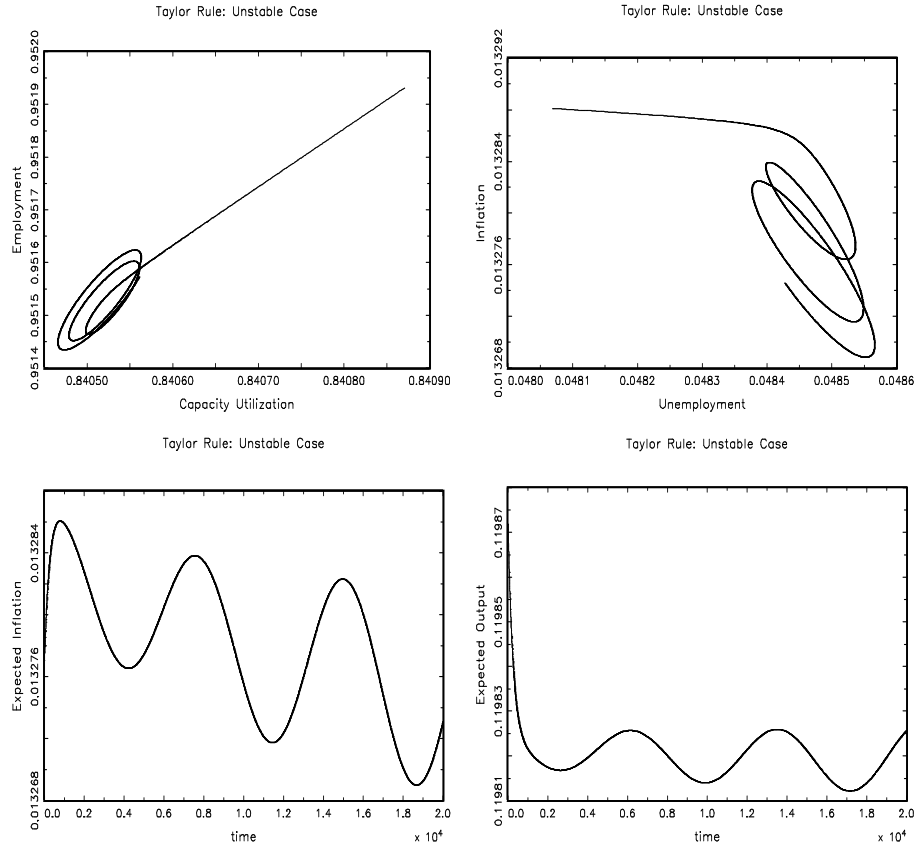 Taylor Rule: Unstable Case
Employment
0.9520
0.9519
0.9518
0.9517
0.9516
0.9515
0.9514
0.84050 0.84060 0.84070 0.84080 0.84090
Capacity Utilization
Taylor Rule: Unstable Case
Inflation
0.013292
0.013284
0.013276
0.013268
0.0480 0.0481 0.0482 0.0483 0.0484 0.0485 0.0486
Unemployment
Taylor Rule: Unstable Case
Expected Inflation
0.013284
0.013276
0.013268
0.0 0.2 0.4 0.6 0.8 1.0 1.2 1.4 1.6 1.8 2.0
time
x 10⁴
Taylor Rule: Unstable Case
Expected Output
0.11987
0.11985
0.11983
0.11981
0.0 0.2 0.4 0.6 0.8 1.0 1.2 1.4 1.6 1.8 2.0
time
x 10⁴